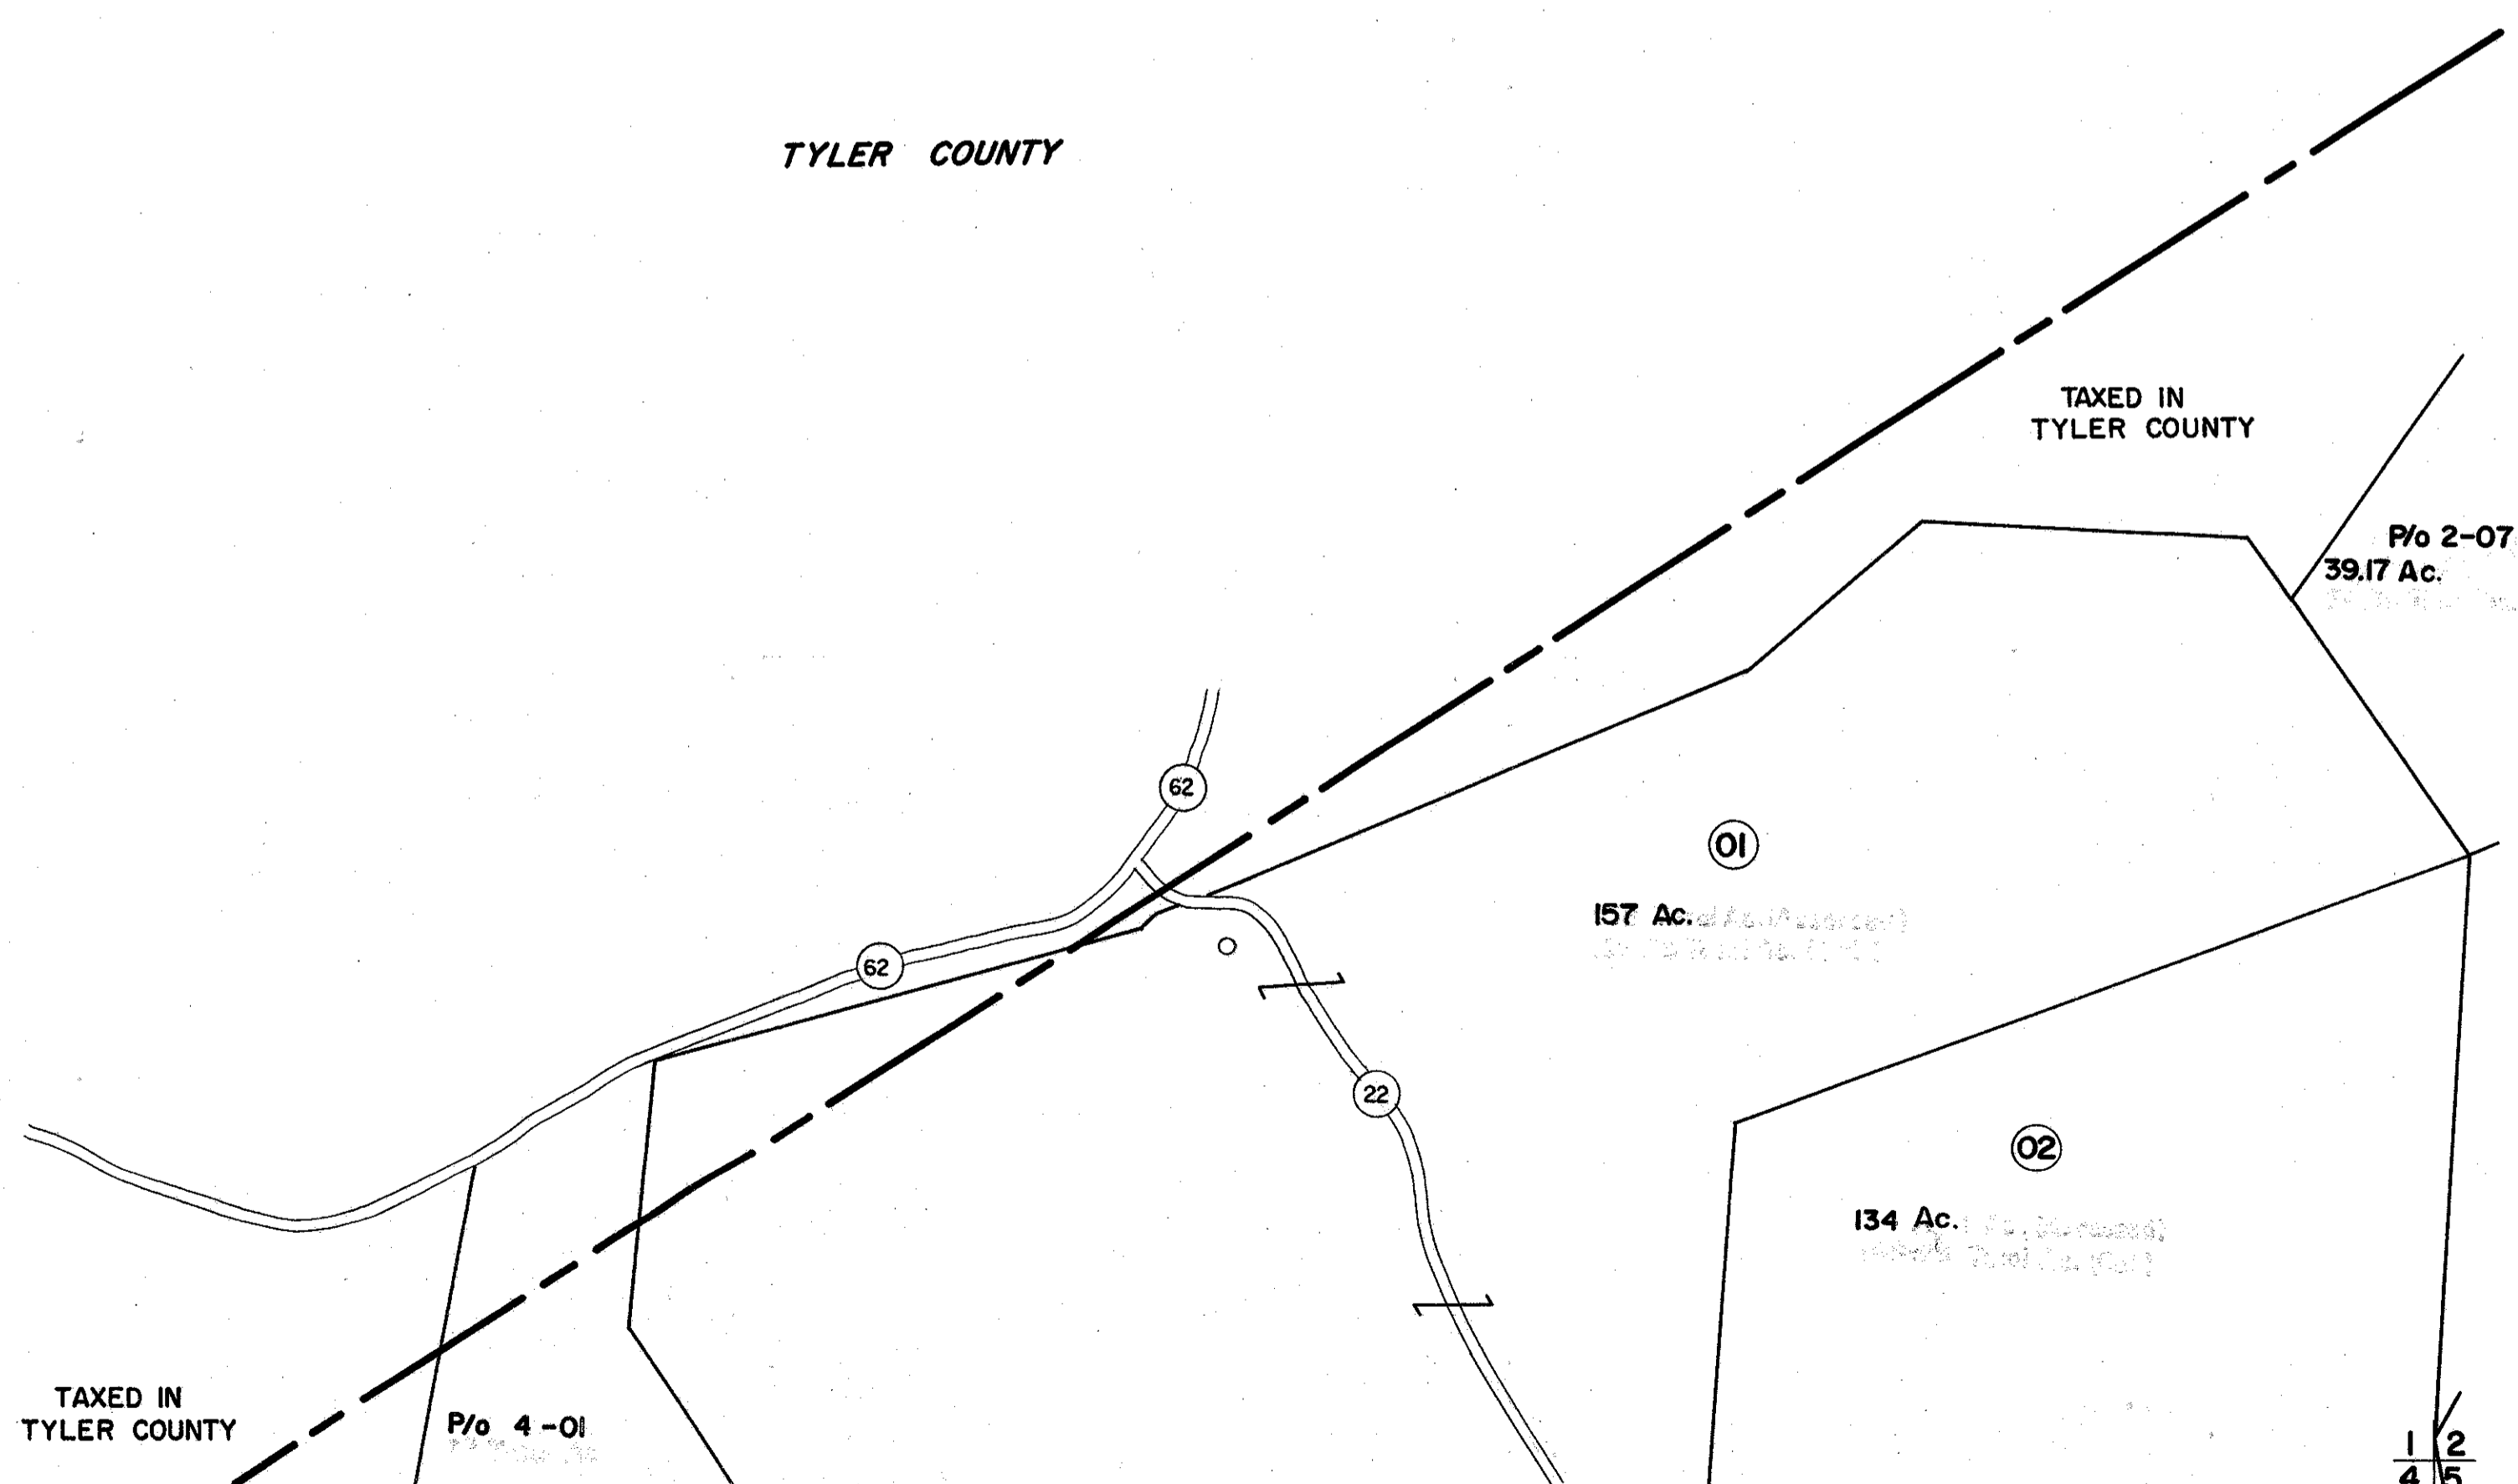 TYLER COUNTY
TAXED IN
TYLER COUNTY
P/o 2-07
39.17 Ac.
62
01
157 Ac.
62
22
02
134 Ac.
TAXED IN
TYLER COUNTY
P/o 4-01
1 2
4 5